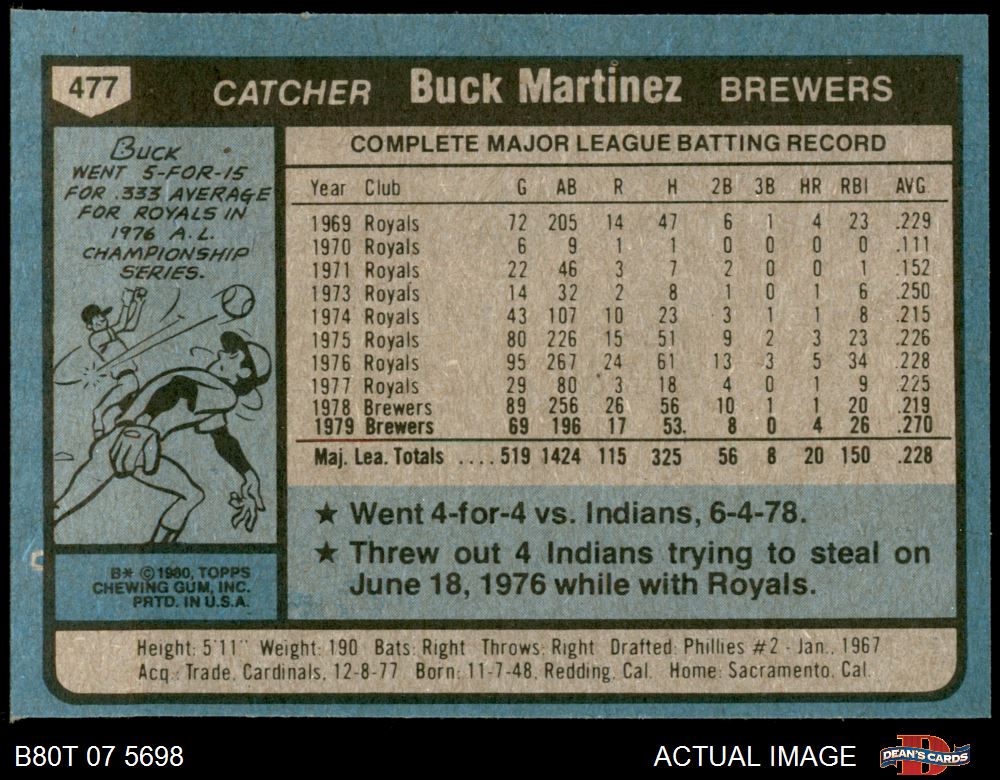 477 CATCHER Buck Martinez BREWERS
Buck
WENT 5-FOR-15
FOR .333 AVERAGE
FOR ROYALS IN
1976 A.L.
CHAMPIONSHIP
SERIES.
B* ©1980, TOPPS
CHEWING GUM, INC.
PRTD. IN U.S.A.
COMPLETE MAJOR LEAGUE BATTING RECORD
Year Club G AB R H 2B 3B HR RBI AVG.
1969 Royals 72 205 14 47 6 1 4 23 .229
1970 Royals 6 9 1 1 0 0 0 0 .111
1971 Royals 22 46 3 7 2 0 0 1 .152
1973 Royals 14 32 2 8 1 0 1 6 .250
1974 Royals 43 107 10 23 3 1 1 8 .215
1975 Royals 80 226 15 51 9 2 3 23 .226
1976 Royals 95 267 24 61 13 3 5 34 .228
1977 Royals 29 80 3 18 4 0 1 9 .225
1978 Brewers 89 256 26 56 10 1 1 20 .219
1979 Brewers 69 196 17 53. 8 0 4 26 .270
Maj. Lea. Totals .... 519 1424 115 325 56 8 20 150 .228
★ Went 4-for-4 vs. Indians, 6-4-78.
★ Threw out 4 Indians trying to steal on
June 18, 1976 while with Royals.
Height: 5'11" Weight: 190 Bats: Right Throws: Right Drafted: Phillies #2 - Jan., 1967
Acq.: Trade, Cardinals, 12-8-77 Born: 11-7-48, Redding, Cal. Home: Sacramento, Cal.
B80T 07 5698 ACTUAL IMAGE DEAN'S CARDS